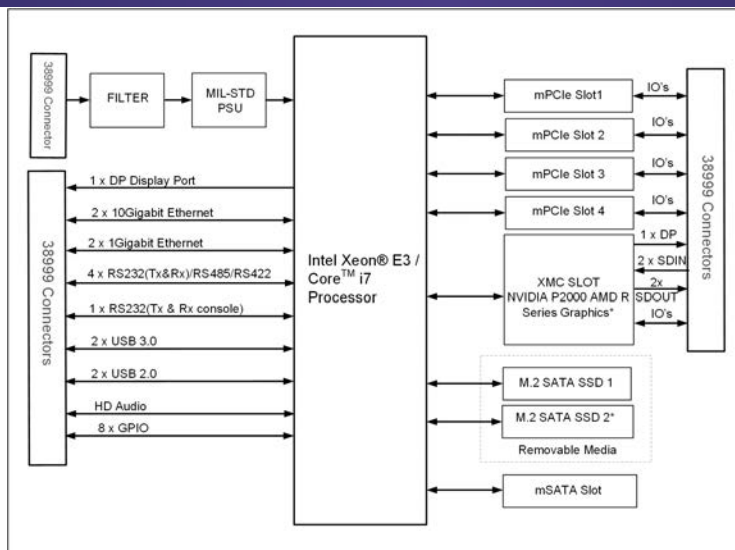 38999 Connector
FILTER
MIL-STD
PSU
38999 Connectors
1 x DP Display Port
2 x 10Gigabit Ethernet
2 x 1Gigabit Ethernet
4 x RS232(Tx&Rx)/RS485/RS422
1 x RS232(Tx & Rx console)
2 x USB 3.0
2 x USB 2.0
HD Audio
8 x GPIO
Intel Xeon® E3 /
Core™ i7
Processor
mPCIe Slot1
IO's
mPCIe Slot 2
IO's
mPCIe Slot 3
IO's
mPCIe Slot 4
IO's
XMC SLOT
NVIDIA P2000 AMD R
Series Graphics*
1 x DP
2 x SDIN
2x
SDOUT
IO's
38999 Connectors
M.2 SATA SSD 1
M.2 SATA SSD 2*
Removable Media
mSATA Slot